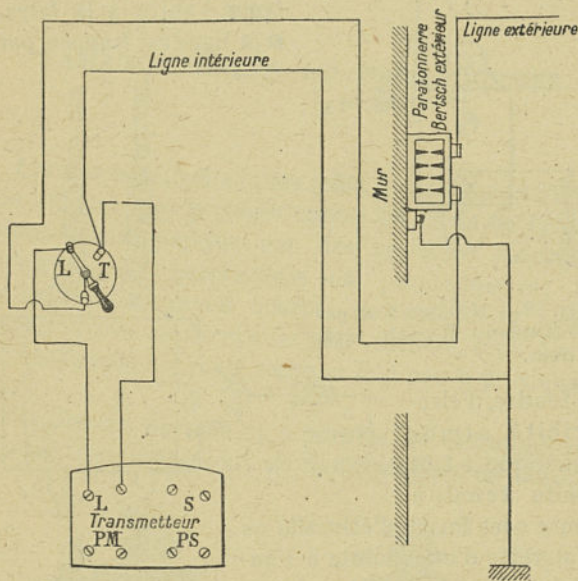 Ligne intérieure
Paratonnerre
Bertsch extérieur
Ligne extérieure
Mur
L T
L S
Transmetteur
PM PS